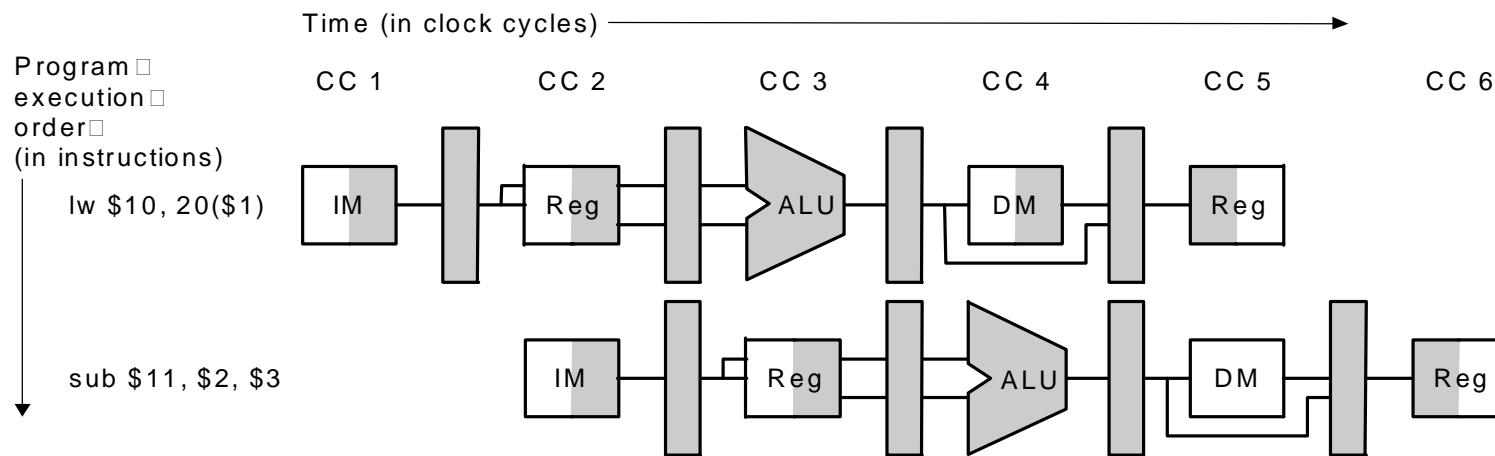 Time (in clock cycles)
Program □
execution □
order□
(in instructions)
CC 1 CC 2 CC 3 CC 4 CC 5 CC 6
lw $10, 20($1) IM Reg ALU DM Reg
sub $11, $2, $3 IM Reg ALU DM Reg